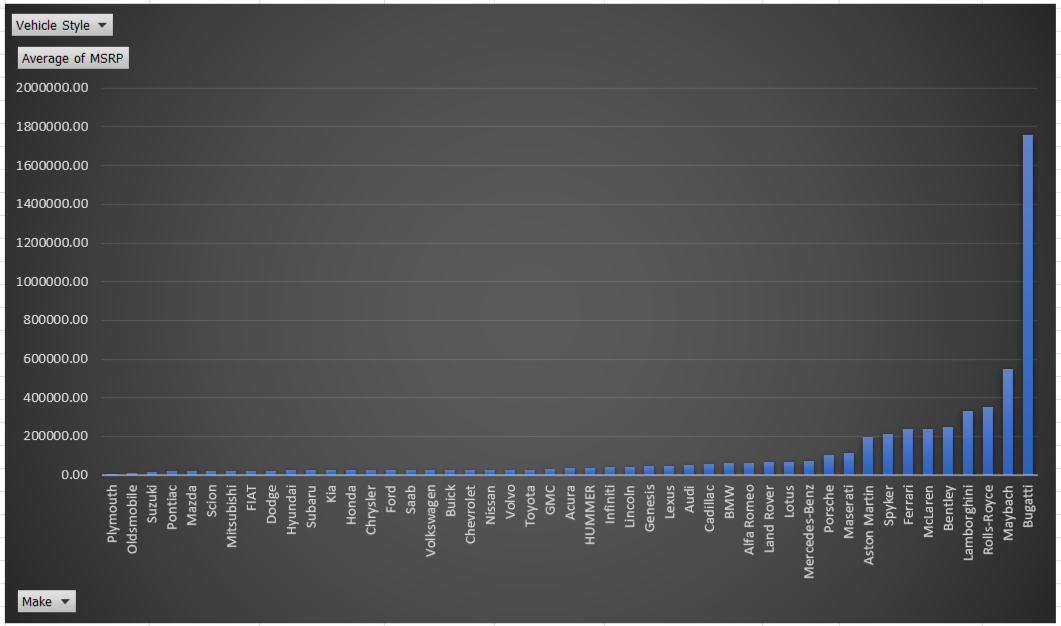 Vehicle Style
Average of MSRP
2000000.00
1800000.00
1600000.00
1400000.00
1200000.00
1000000.00
800000.00
600000.00
400000.00
200000.00
0.00
Plymouth
Oldsmobile
Suzuki
Pontiac
Mazda
Scion
Mitsubishi
FIAT
Dodge
Hyundai
Subaru
Kia
Honda
Chrysler
Ford
Saab
Volkswagen
Buick
Chevrolet
Nissan
Volvo
Toyota
GMC
Acura
HUMMER
Infiniti
Lincoln
Genesis
Lexus
Audi
Cadillac
BMW
Alfa Romeo
Land Rover
Lotus
Mercedes-Benz
Porsche
Maserati
Aston Martin
Spyker
Ferrari
McLaren
Bentley
Lamborghini
Rolls-Royce
Maybach
Bugatti
Make